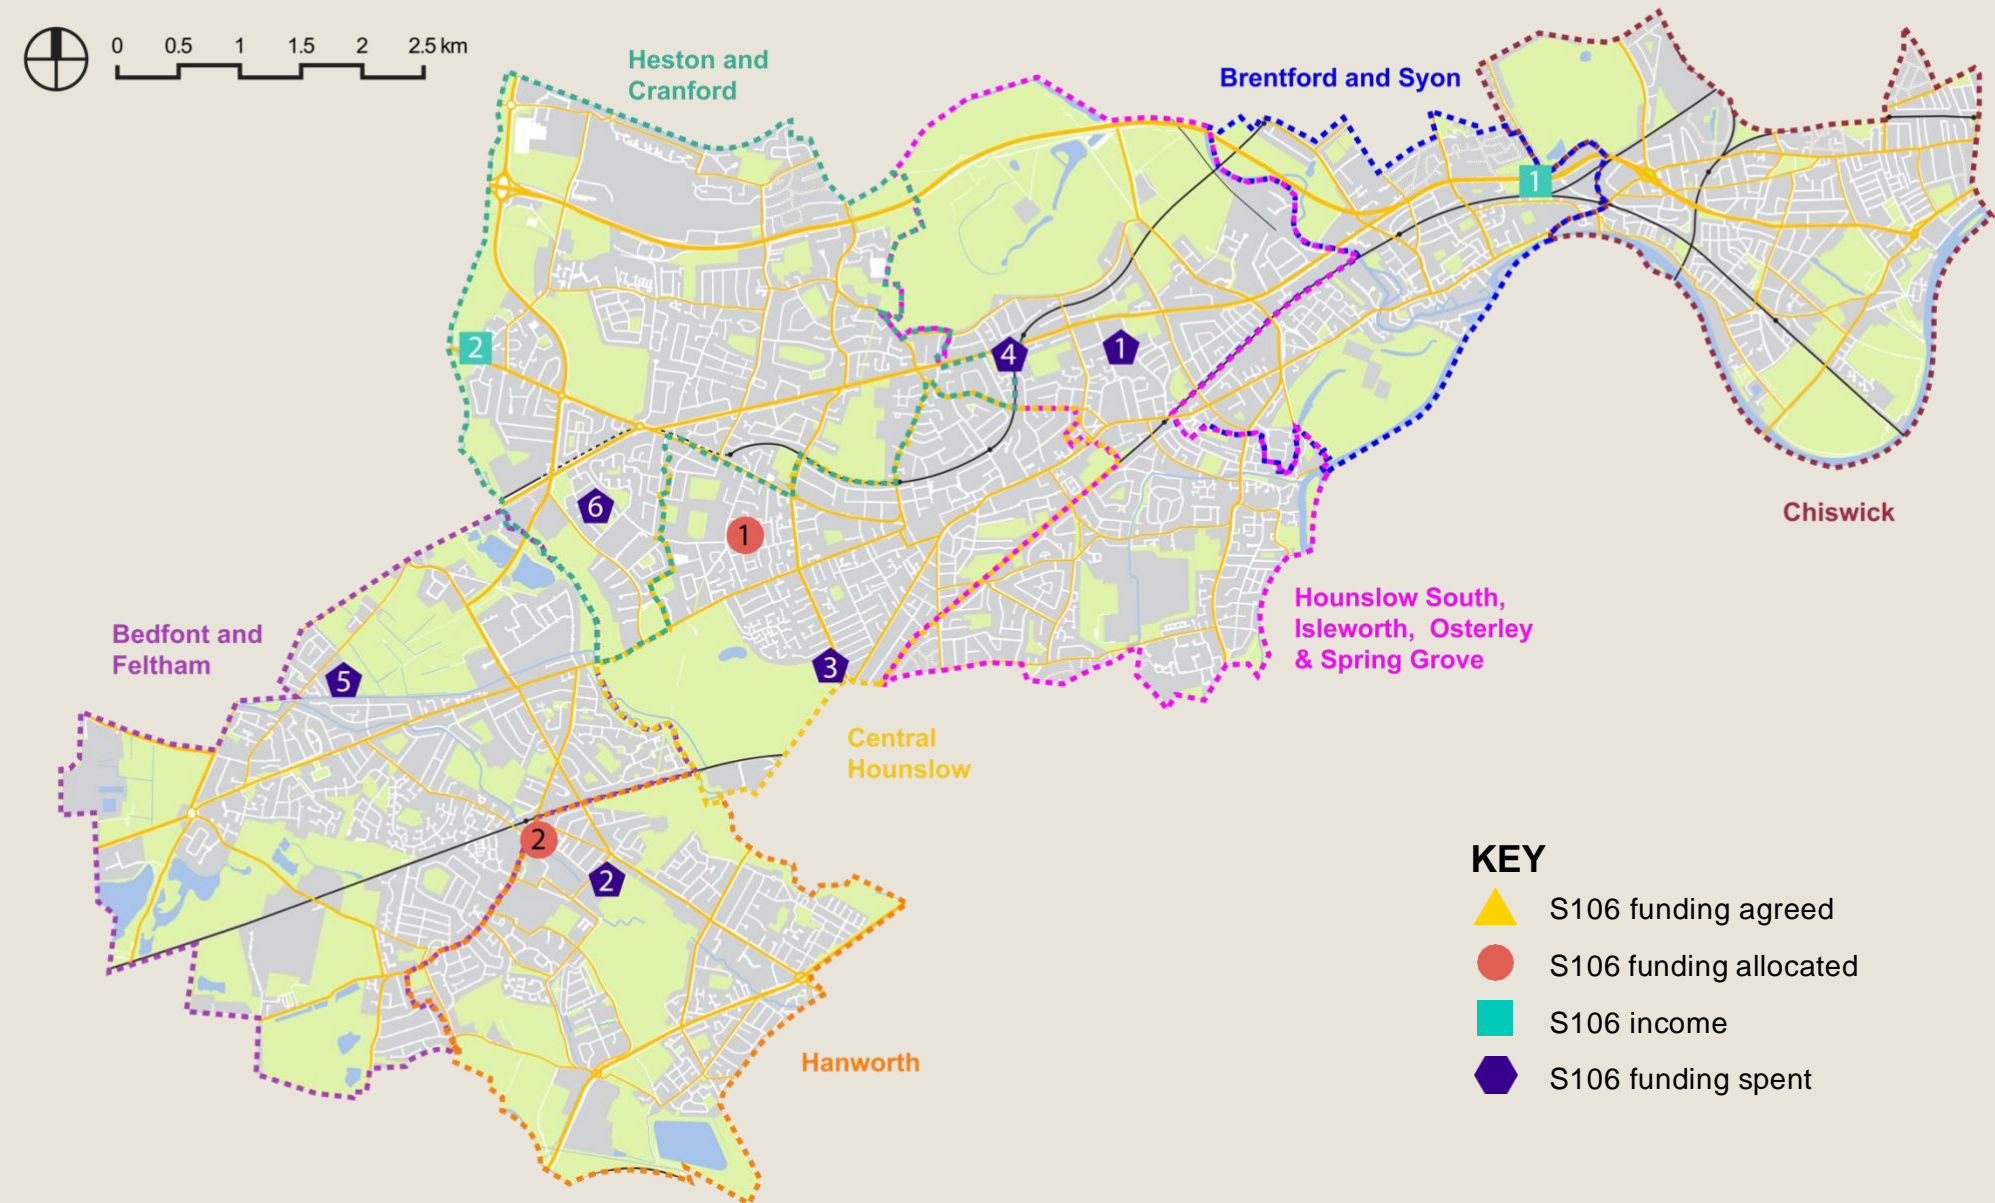 0 0.5 1 1.5 2 2.5 km
Heston and
Cranford
Brentford and Syon
1
2
4
1
6
1
Chiswick
Hounslow South,
Isleworth, Osterley
& Spring Grove
Bedfont and
Feltham
5
3
Central
Hounslow
2
2
Hanworth
KEY
S106 funding agreed
S106 funding allocated
S106 income
S106 funding spent